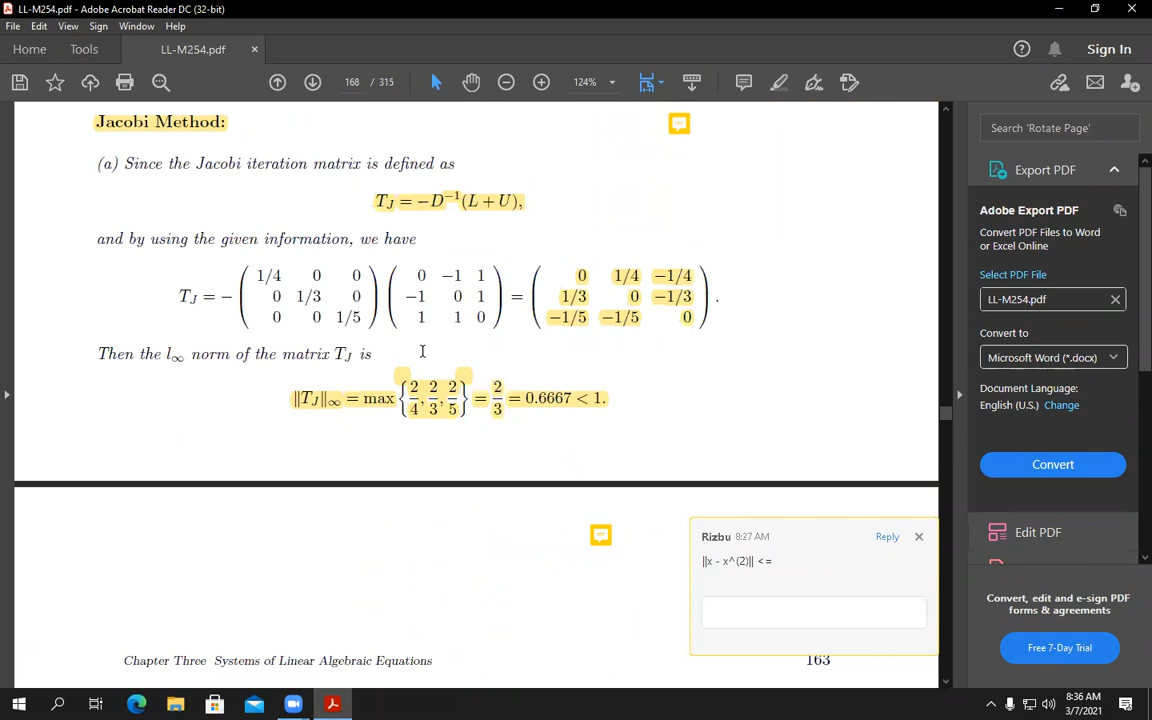 LL-M254.pdf - Adobe Acrobat Reader DC (32-bit)
File Edit View Sign Window Help
Home Tools LL-M254.pdf × Sign In
168 / 315 124%
Jacobi Method:
(a) Since the Jacobi iteration matrix is defined as
T_J = −D⁻¹(L + U),
and by using the given information, we have
T_J = − ( 1/4 0 0 ; 0 1/3 0 ; 0 0 1/5 ) ( 0 −1 1 ; −1 0 1 ; 1 1 0 ) = ( 0 1/4 −1/4 ; 1/3 0 −1/3 ; −1/5 −1/5 0 ) .
Then the l∞ norm of the matrix T_J is
‖T_J‖∞ = max { 2/4, 2/3, 2/5 } = 2/3 = 0.6667 < 1.
Rizbu 8:27 AM Reply ×
||x - x^(2)|| <=
Chapter Three Systems of Linear Algebraic Equations 163
Search 'Rotate Page'
Export PDF
Adobe Export PDF
Convert PDF Files to Word
or Excel Online
Select PDF File
LL-M254.pdf
Convert to
Microsoft Word (*.docx)
Document Language:
English (U.S.) Change
Convert
Edit PDF
Convert, edit and e-sign PDF
forms & agreements
Free 7-Day Trial
8:36 AM
3/7/2021